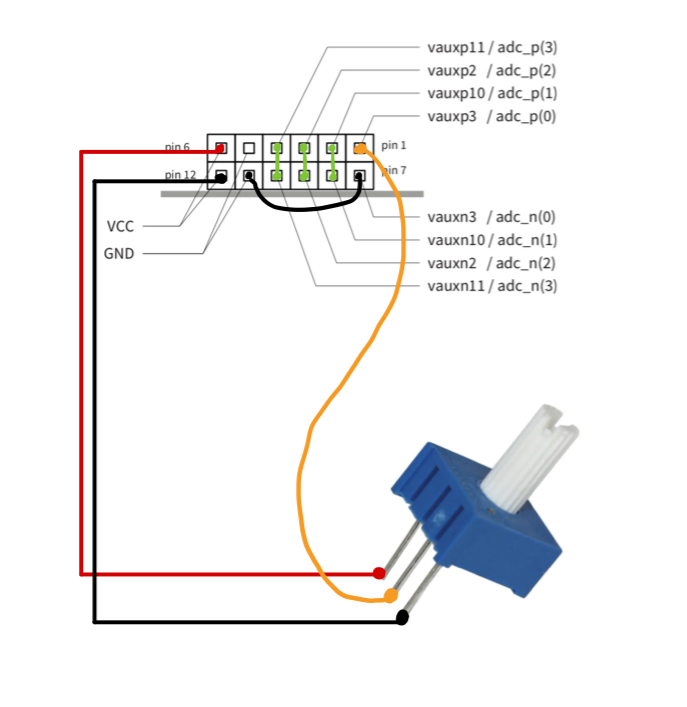 vauxp11 / adc_p(3)
vauxp2 / adc_p(2)
vauxp10 / adc_p(1)
vauxp3 / adc_p(0)
pin 6
pin 1
pin 12
pin 7
VCC
GND
vauxn3 / adc_n(0)
vauxn10 / adc_n(1)
vauxn2 / adc_n(2)
vauxn11 / adc_n(3)